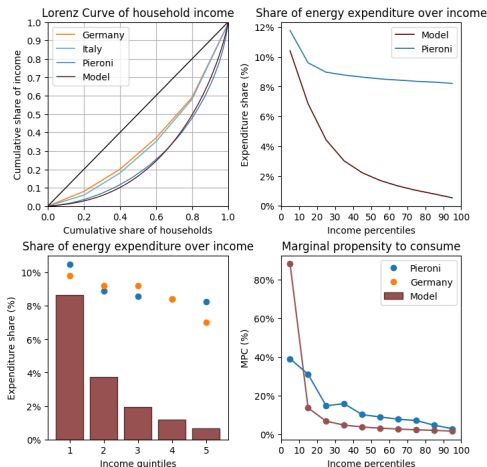 Lorenz Curve of household income
1.0
0.9
0.8
0.7
0.6
0.5
0.4
0.3
0.2
0.1
0.0
Cumulative share of income
Germany
Italy
Pieroni
Model
0.0 0.2 0.4 0.6 0.8 1.0
Cumulative share of households
Share of energy expenditure over income
12%
10%
8%
6%
4%
2%
0%
Expenditure share (%)
Model
Pieroni
0 10 20 30 40 50 60 70 80 90 100
Income percentiles
Share of energy expenditure over income
10%
8%
6%
4%
2%
0%
Expenditure share (%)
1 2 3 4 5
Income quintiles
Marginal propensity to consume
80%
60%
40%
20%
0%
MPC (%)
Pieroni
Germany
Model
0 10 20 30 40 50 60 70 80 90 100
Income percentiles